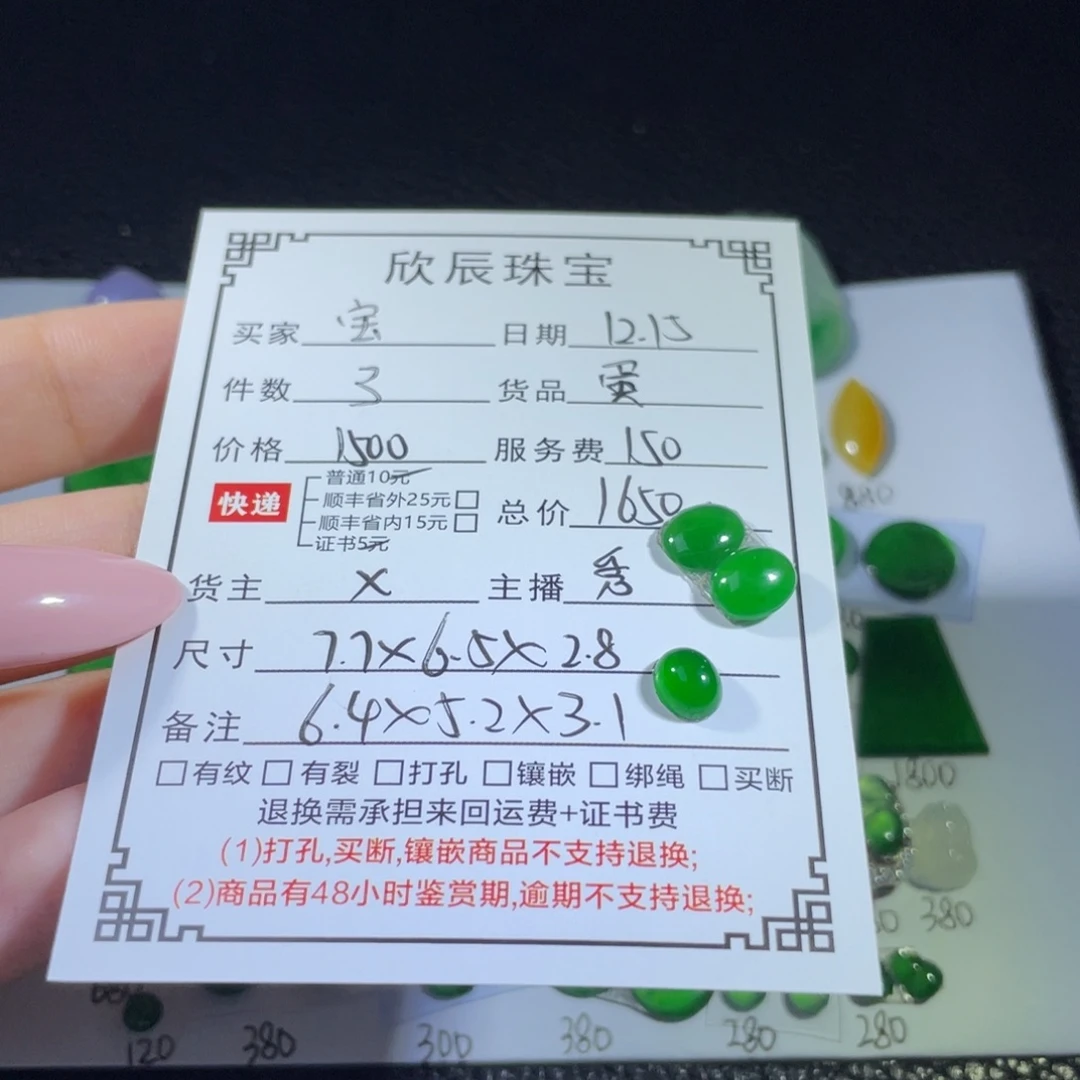 欣辰珠宝
买家 宝 日期 12.15
件数 3 货品 蛋
价格 1500 服务费 150
普通10元
快递 顺丰省外25元□ 总价 1650
顺丰省内15元□
证书5元
货主 X 主播 秀
尺寸 7.7×6.5×2.8
备注 6.4×5.2×3.1
□有纹 □有裂 □打孔 □镶嵌 □绑绳 □买断
退换需承担来回运费+证书费
(1)打孔,买断,镶嵌商品不支持退换;
(2)商品有48小时鉴赏期,逾期不支持退换;
1800
380
120 380 300 380 280 280